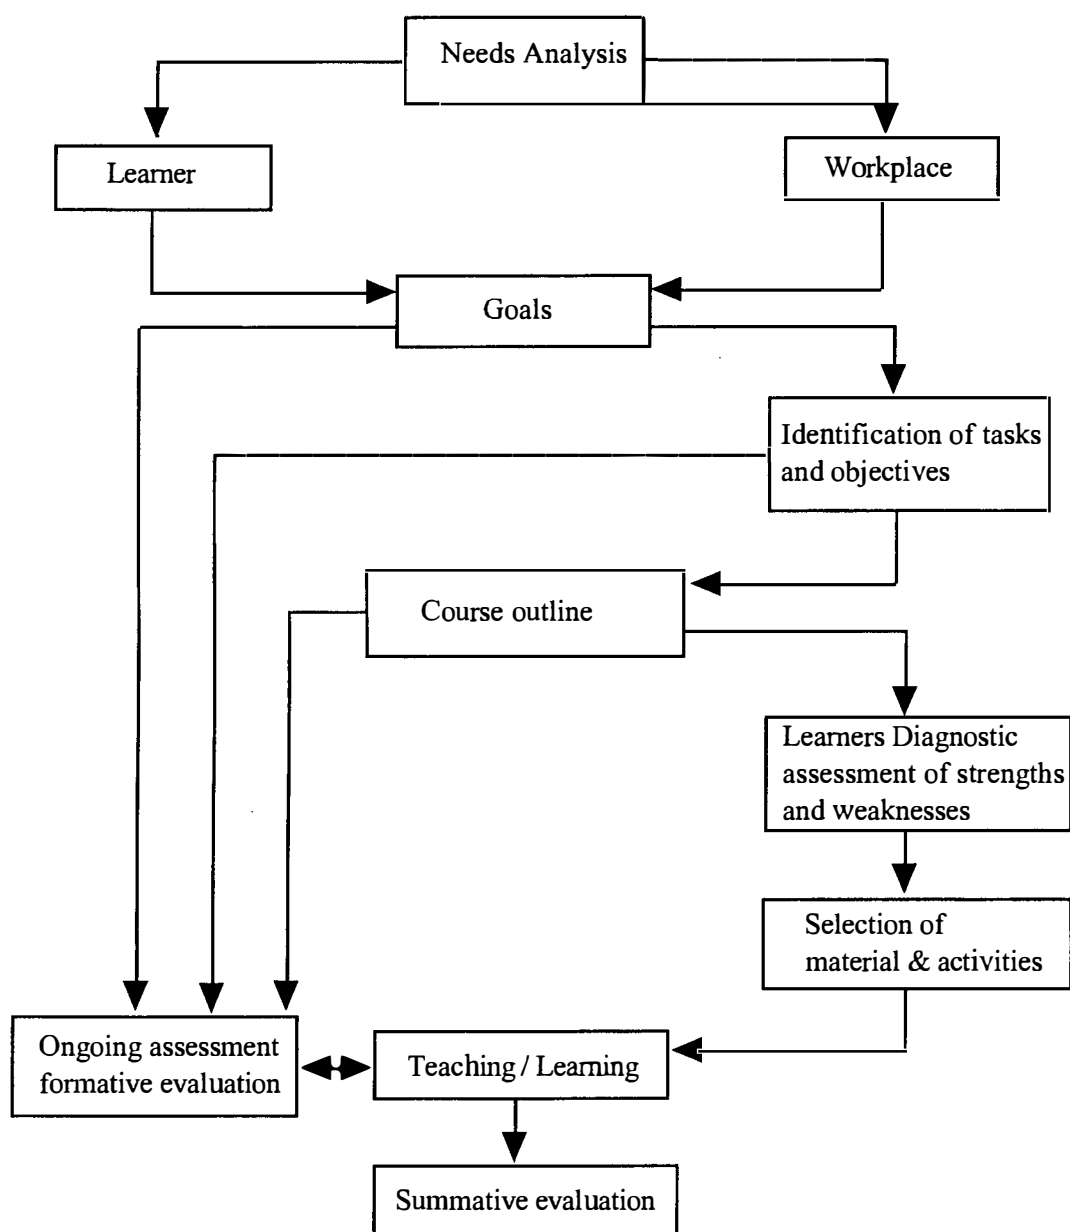 Needs Analysis
Learner
Workplace
Goals
Identification of tasks
and objectives
Course outline
Learners Diagnostic
assessment of strengths
and weaknesses
Selection of
material & activities
Ongoing assessment
formative evaluation
Teaching / Learning
Summative evaluation